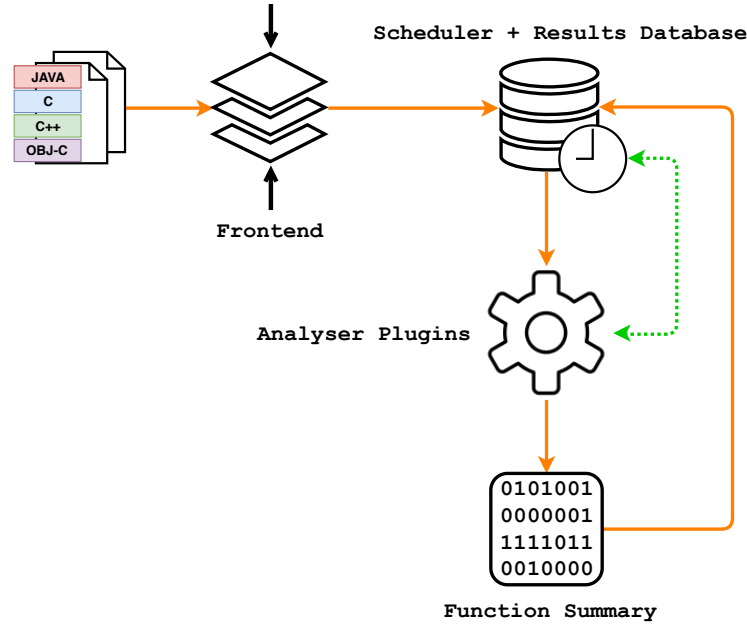 Scheduler + Results Database
JAVA
C
C++
OBJ-C
Frontend
Analyser Plugins
0101001
0000001
1111011
0010000
Function Summary